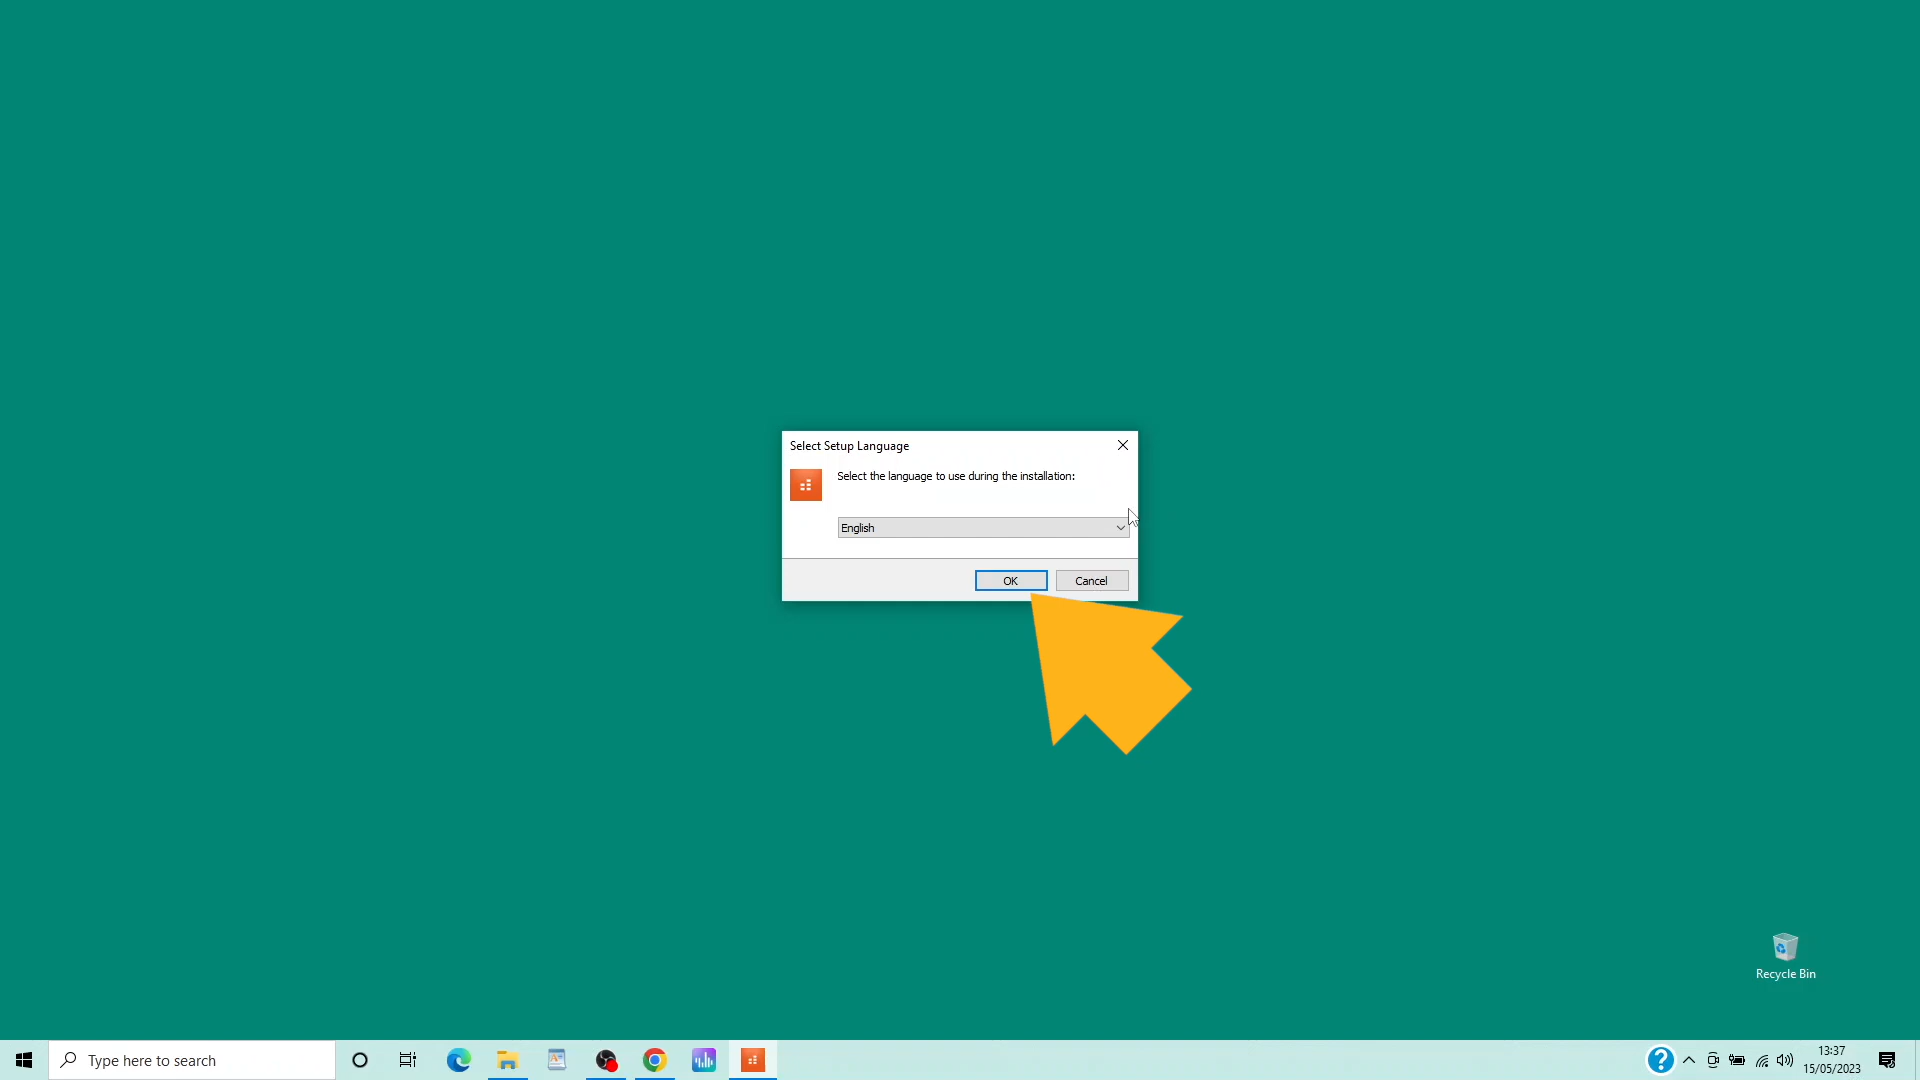 Select Setup Language
Select the language to use during the installation:
English
OK
Cancel
Recycle Bin
Type here to search
13:37
15/05/2023